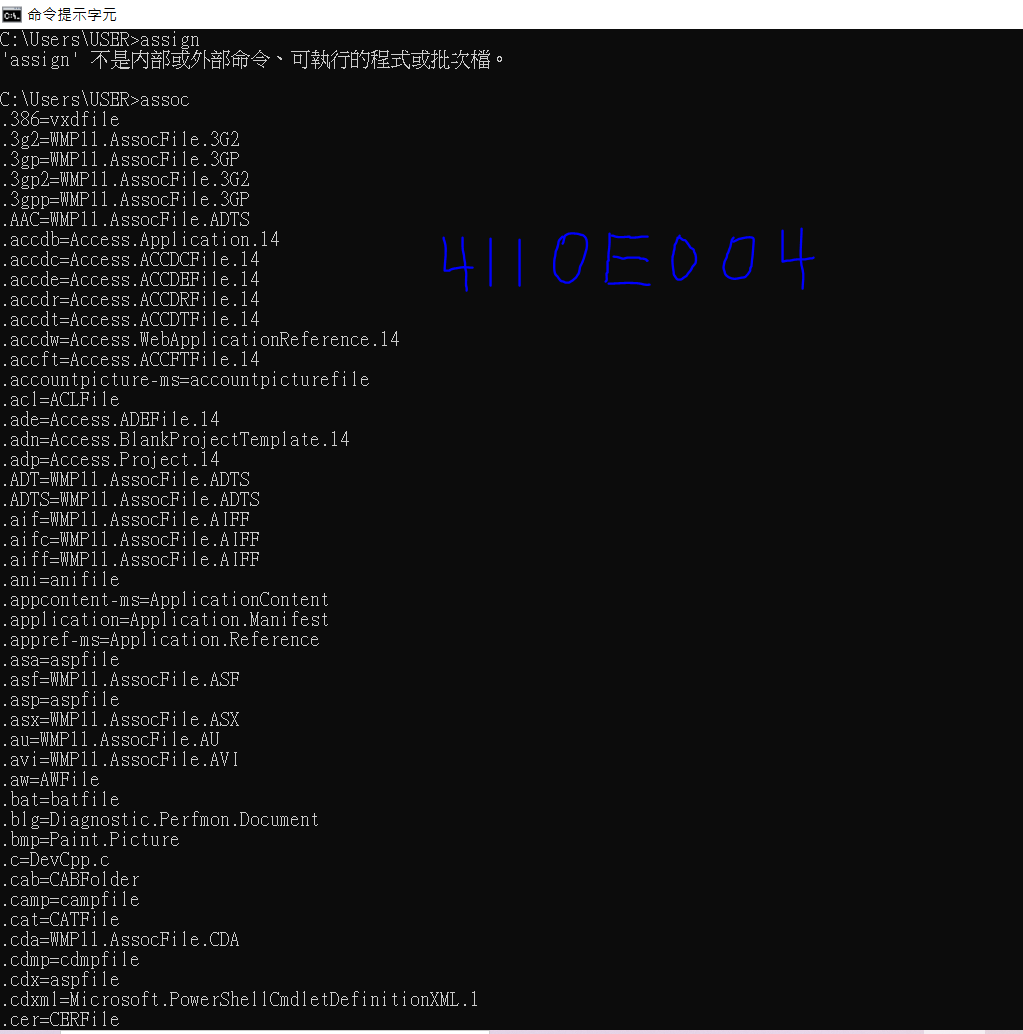 命令提示字元
C:\Users\USER>assign
'assign' 不是內部或外部命令、可執行的程式或批次檔。
C:\Users\USER>assoc
.386=vxdfile
.3g2=WMP11.AssocFile.3G2
.3gp=WMP11.AssocFile.3GP
.3gp2=WMP11.AssocFile.3G2
.3gpp=WMP11.AssocFile.3GP
.AAC=WMP11.AssocFile.ADTS
.accdb=Access.Application.14
.accdc=Access.ACCDCFile.14
.accde=Access.ACCDEFile.14
.accdr=Access.ACCDRFile.14
.accdt=Access.ACCDTFile.14
.accdw=Access.WebApplicationReference.14
.accft=Access.ACCFTFile.14
.accountpicture-ms=accountpicturefile
.acl=ACLFile
.ade=Access.ADEFile.14
.adn=Access.BlankProjectTemplate.14
.adp=Access.Project.14
.ADT=WMP11.AssocFile.ADTS
.ADTS=WMP11.AssocFile.ADTS
.aif=WMP11.AssocFile.AIFF
.aifc=WMP11.AssocFile.AIFF
.aiff=WMP11.AssocFile.AIFF
.ani=anifile
.appcontent-ms=ApplicationContent
.application=Application.Manifest
.appref-ms=Application.Reference
.asa=aspfile
.asf=WMP11.AssocFile.ASF
.asp=aspfile
.asx=WMP11.AssocFile.ASX
.au=WMP11.AssocFile.AU
.avi=WMP11.AssocFile.AVI
.aw=AWFile
.bat=batfile
.blg=Diagnostic.Perfmon.Document
.bmp=Paint.Picture
.c=DevCpp.c
.cab=CABFolder
.camp=campfile
.cat=CATFile
.cda=WMP11.AssocFile.CDA
.cdmp=cdmpfile
.cdx=aspfile
.cdxml=Microsoft.PowerShellCmdletDefinitionXML.1
.cer=CERFile
4110E004